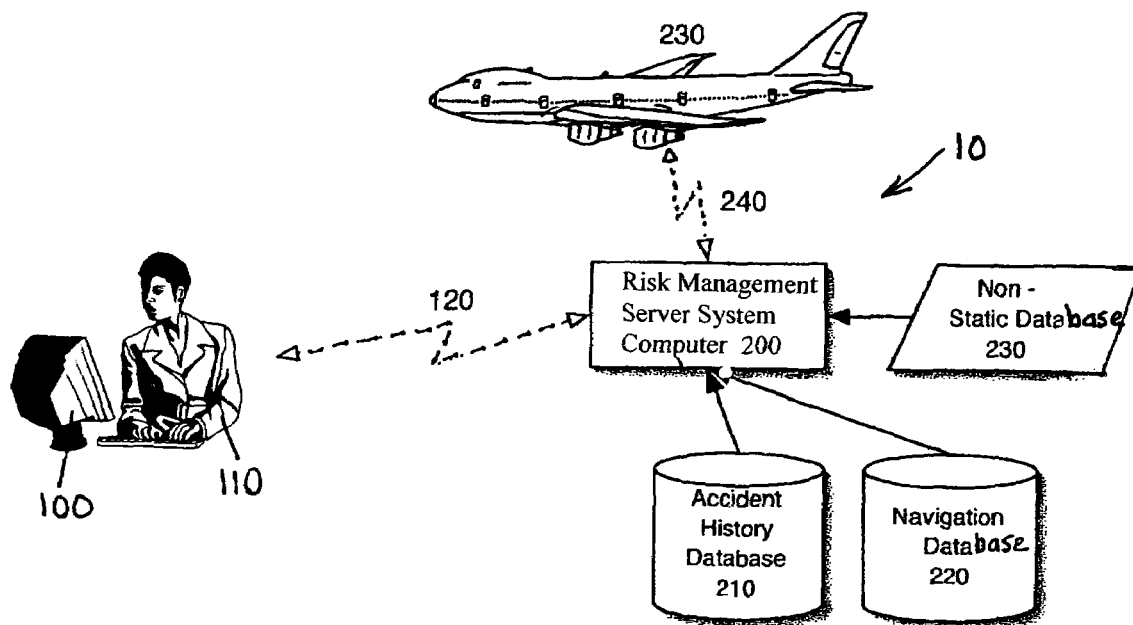 230
10
240
Risk Management
Server System
Computer 200
Non -
Static Database
230
120
100
110
Accident
History
Database
210
Navigation
Database
220